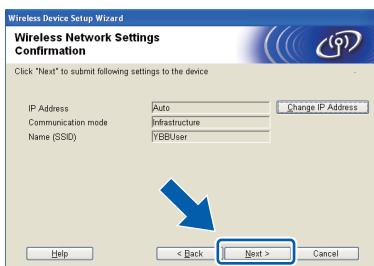 Wireless Device Setup Wizard
Wireless Network Settings
Confirmation
Click "Next" to submit following settings to the device
IP Address Auto Change IP Address
Communication mode Infrastructure
Name (SSID) YBBUser
Help < Back Next > Cancel